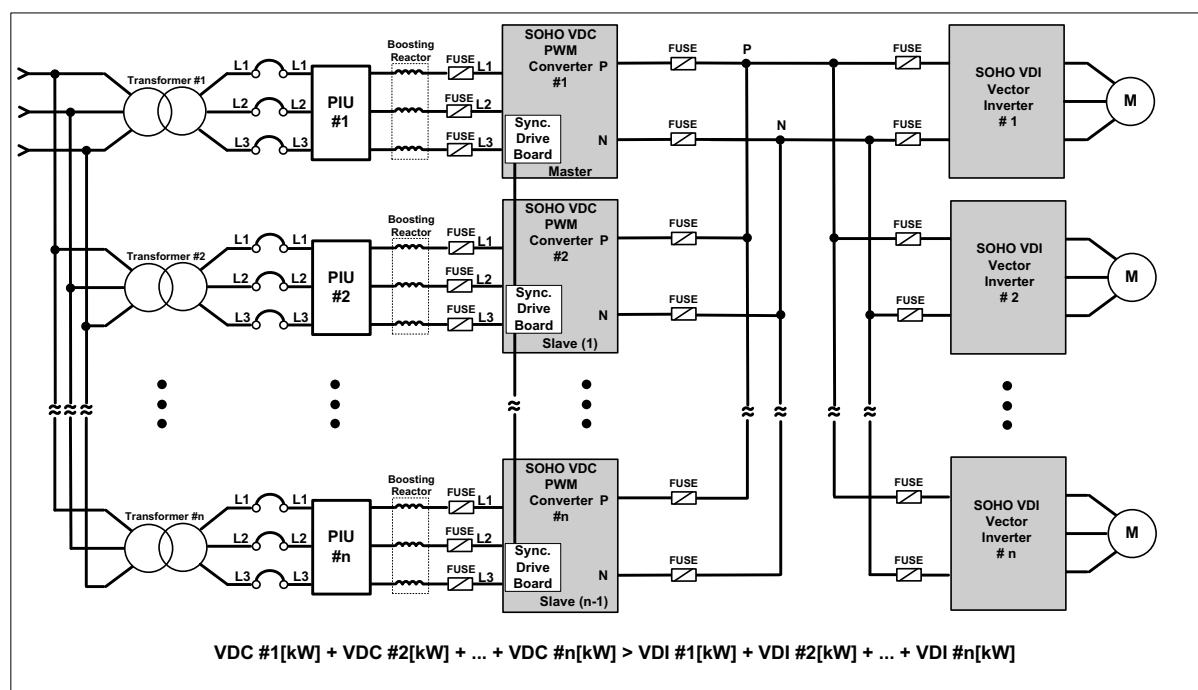 Transformer #1
L1
L1
L2
L2
L3
L3
PIU
#1
Boosting
Reactor
FUSE
L1
L2
L3
SOHO VDC
PWM
Converter
#1
P
N
Sync.
Drive
Board
Master
FUSE
FUSE
P
N
FUSE
FUSE
SOHO VDI
Vector
Inverter
# 1
M
Transformer #2
L1
L1
L2
L2
L3
L3
PIU
#2
Boosting
Reactor
FUSE
L1
L2
L3
SOHO VDC
PWM
Converter
#2
P
N
Sync.
Drive
Board
Slave (1)
FUSE
FUSE
FUSE
FUSE
SOHO VDI
Vector
Inverter
# 2
M
Transformer #n
L1
L1
L2
L2
L3
L3
PIU
#n
Boosting
Reactor
FUSE
L1
L2
L3
SOHO VDC
PWM
Converter
#n
P
N
Sync.
Drive
Board
Slave (n-1)
FUSE
FUSE
FUSE
FUSE
SOHO VDI
Vector
Inverter
# n
M
VDC #1[kW] + VDC #2[kW] + ... + VDC #n[kW] > VDI #1[kW] + VDI #2[kW] + ... + VDI #n[kW]